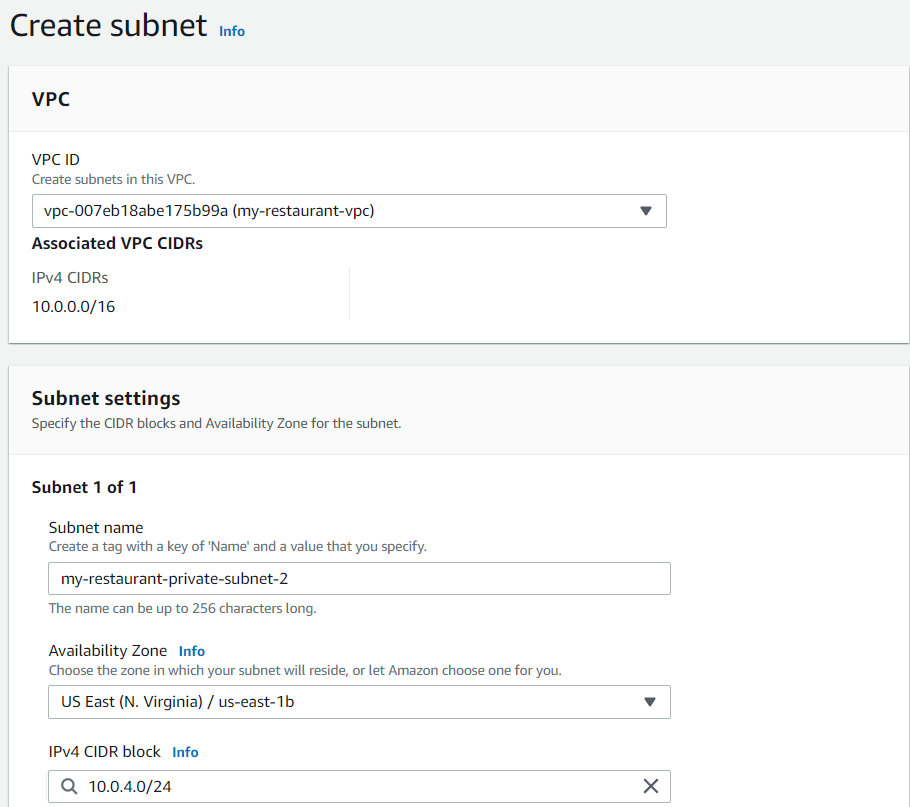 Create subnet Info
VPC
VPC ID
Create subnets in this VPC.
vpc-007eb18abe175b99a (my-restaurant-vpc)
Associated VPC CIDRs
IPv4 CIDRs
10.0.0.0/16
Subnet settings
Specify the CIDR blocks and Availability Zone for the subnet.
Subnet 1 of 1
Subnet name
Create a tag with a key of 'Name' and a value that you specify.
my-restaurant-private-subnet-2
The name can be up to 256 characters long.
Availability Zone Info
Choose the zone in which your subnet will reside, or let Amazon choose one for you.
US East (N. Virginia) / us-east-1b
IPv4 CIDR block Info
10.0.4.0/24